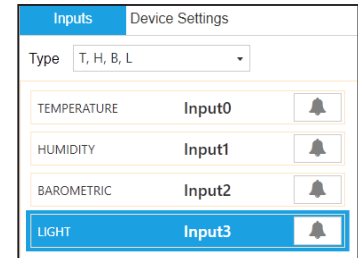 Inputs Device Settings
Type T, H, B, L
TEMPERATURE Input0
HUMIDITY Input1
BAROMETRIC Input2
LIGHT Input3